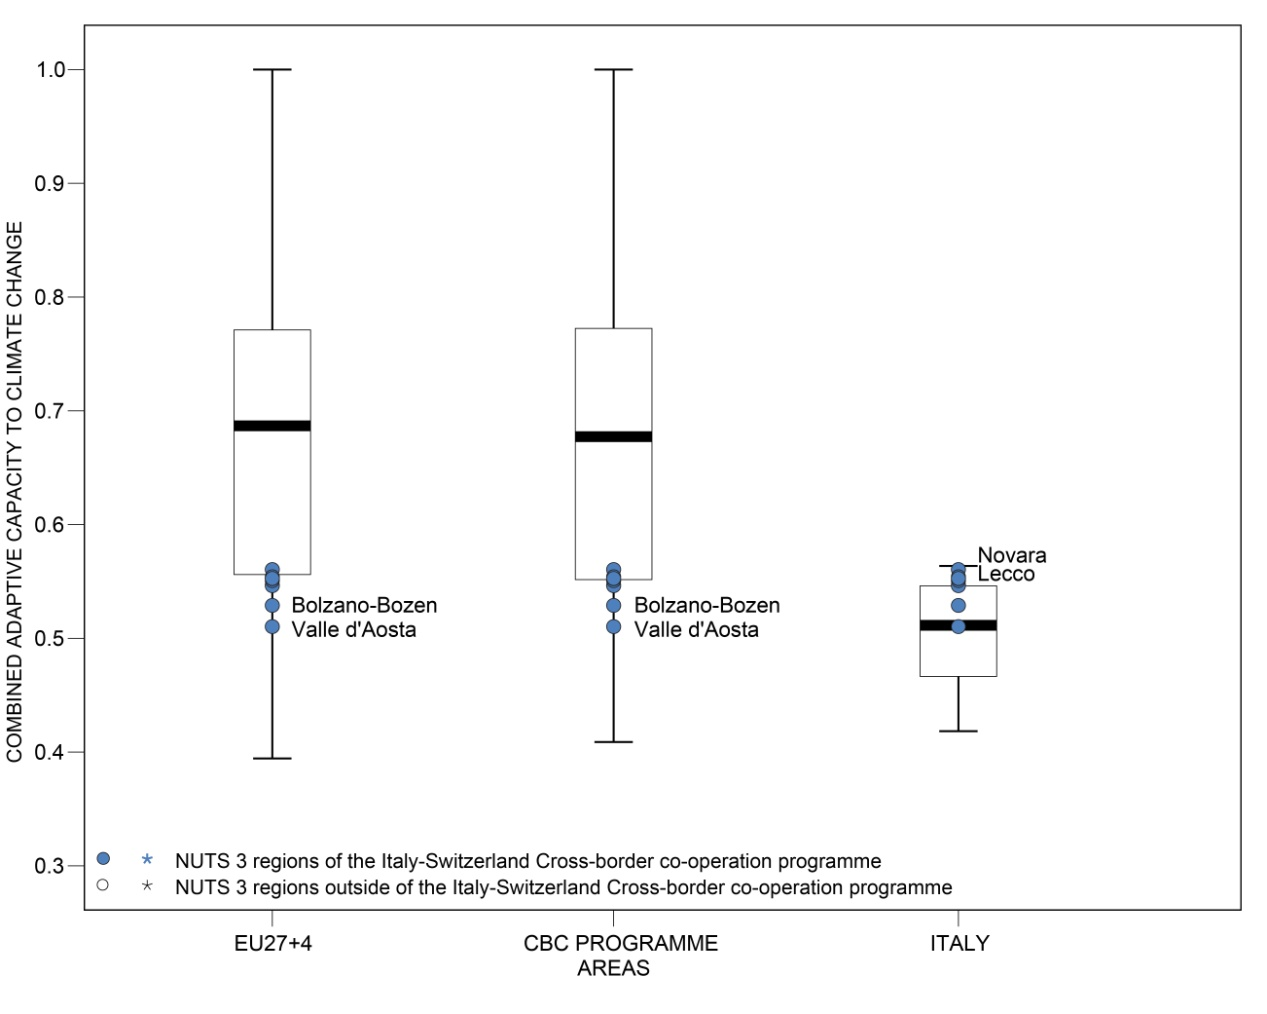 COMBINED ADAPTIVE CAPACITY TO CLIMATE CHANGE
1.0
0.9
0.8
0.7
0.6
0.5
0.4
0.3
Bolzano-Bozen
Valle d'Aosta
Bolzano-Bozen
Valle d'Aosta
Novara
Lecco
NUTS 3 regions of the Italy-Switzerland Cross-border co-operation programme
NUTS 3 regions outside of the Italy-Switzerland Cross-border co-operation programme
EU27+4
CBC PROGRAMME
AREAS
ITALY